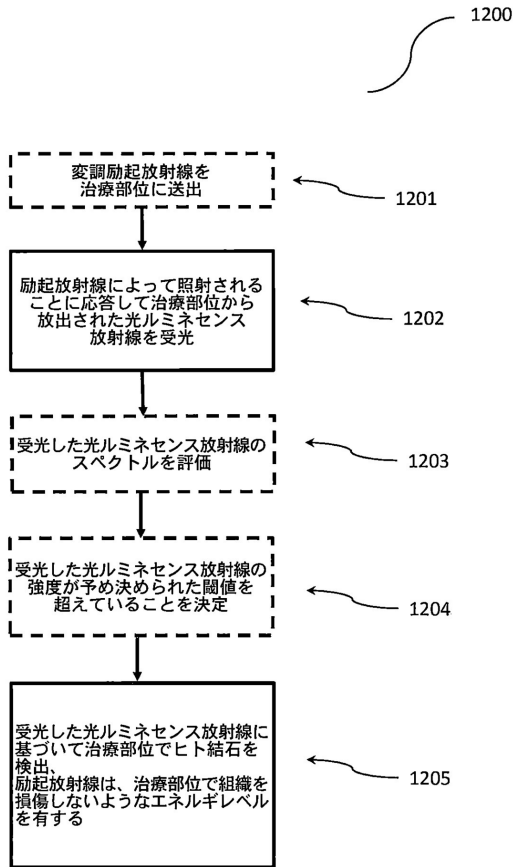 1200
変調励起放射線を
治療部位に送出
1201
励起放射線によって照射される
ことに応答して治療部位から
放出された光ルミネセンス
放射線を受光
1202
受光した光ルミネセンス放射線の
スペクトルを評価
1203
受光した光ルミネセンス放射線の
強度が予め決められた閾値を
超えていることを決定
1204
受光した光ルミネセンス放射線に
基づいて治療部位でヒト結石を
検出、
励起放射線は、治療部位で組織を
損傷しないようなエネルギレベル
を有する
1205